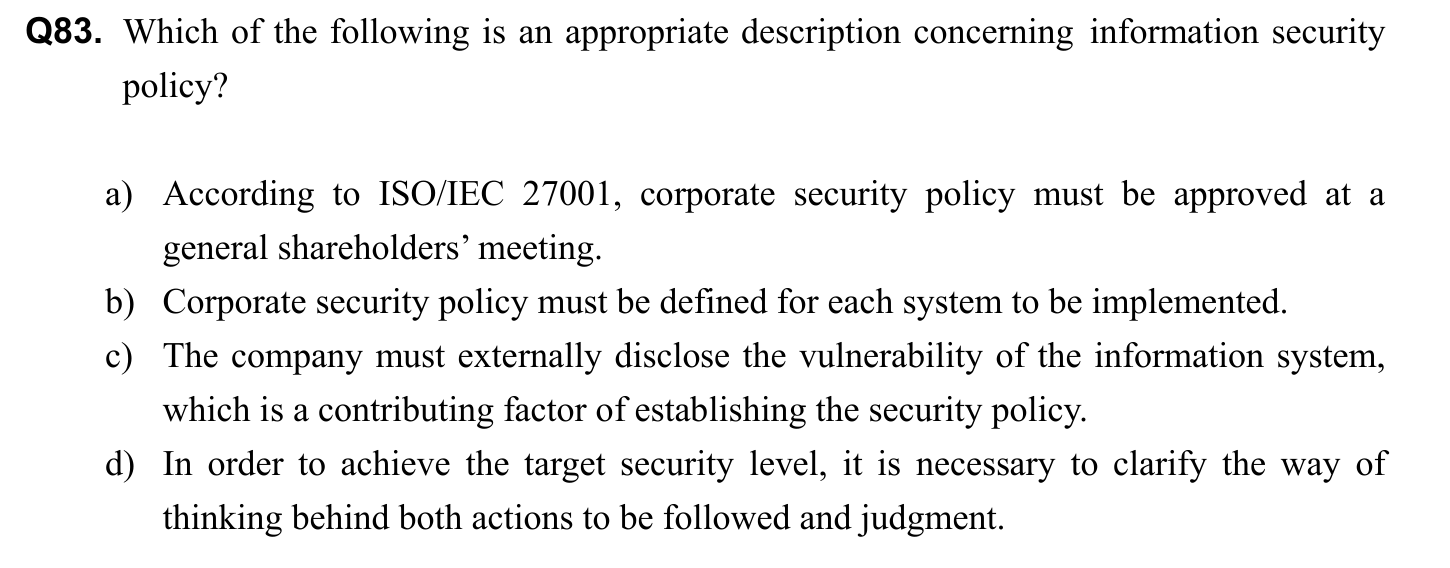 Q83. Which of the following is an appropriate description concerning information security
policy?
a) According to ISO/IEC 27001, corporate security policy must be approved at a
general shareholders’ meeting.
b) Corporate security policy must be defined for each system to be implemented.
c) The company must externally disclose the vulnerability of the information system,
which is a contributing factor of establishing the security policy.
d) In order to achieve the target security level, it is necessary to clarify the way of
thinking behind both actions to be followed and judgment.